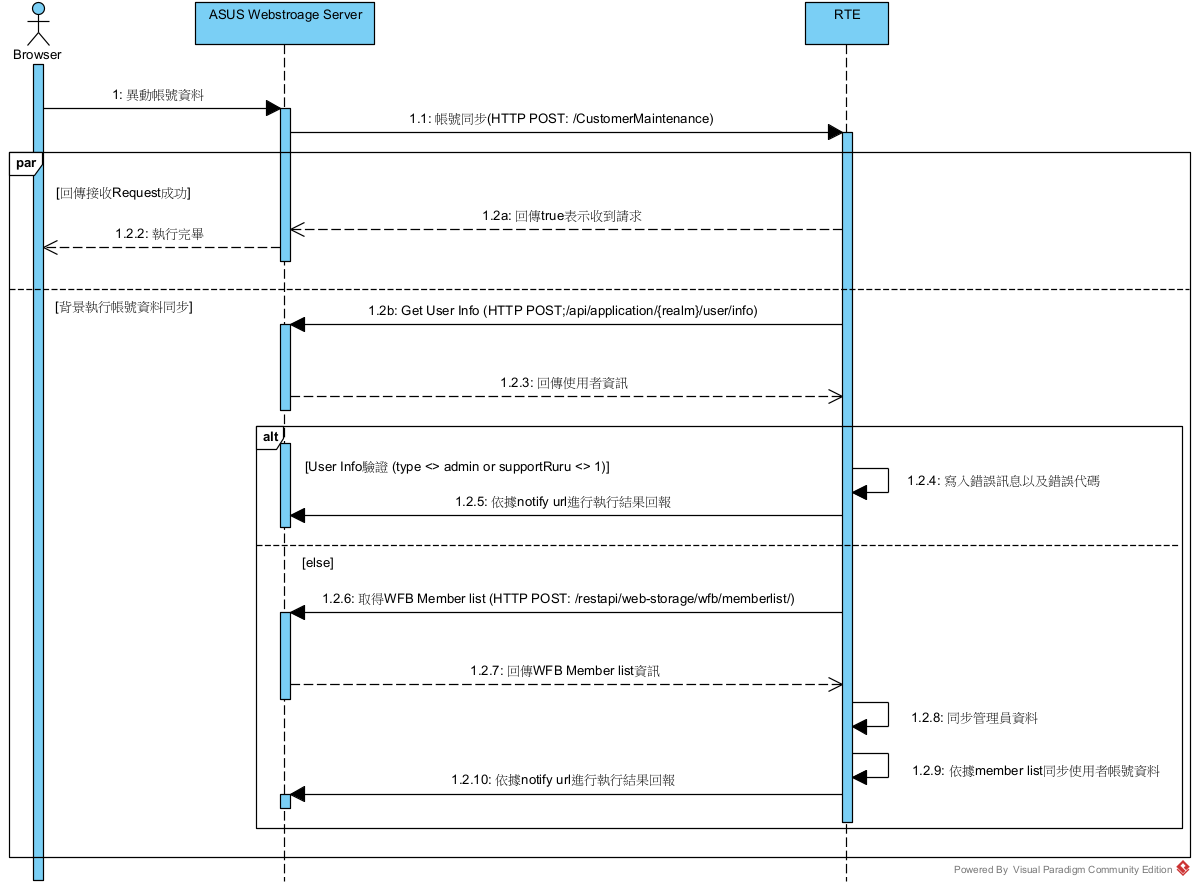 ASUS Webstroage Server
RTE
Browser
1: 異動帳號資料
1.1: 帳號同步(HTTP POST: /CustomerMaintenance)
par
[回傳接收Request成功]
1.2a: 回傳true表示收到請求
1.2.2: 執行完畢
[背景執行帳號資料同步]
1.2b: Get User Info (HTTP POST;/api/application/{realm}/user/info)
1.2.3: 回傳使用者資訊
alt
[User Info驗證 (type <> admin or supportRuru <> 1)]
1.2.4: 寫入錯誤訊息以及錯誤代碼
1.2.5: 依據notify url進行執行結果回報
[else]
1.2.6: 取得WFB Member list (HTTP POST: /restapi/web-storage/wfb/memberlist/)
1.2.7: 回傳WFB Member list資訊
1.2.8: 同步管理員資料
1.2.9: 依據member list同步使用者帳號資料
1.2.10: 依據notify url進行執行結果回報
Powered By Visual Paradigm Community Edition